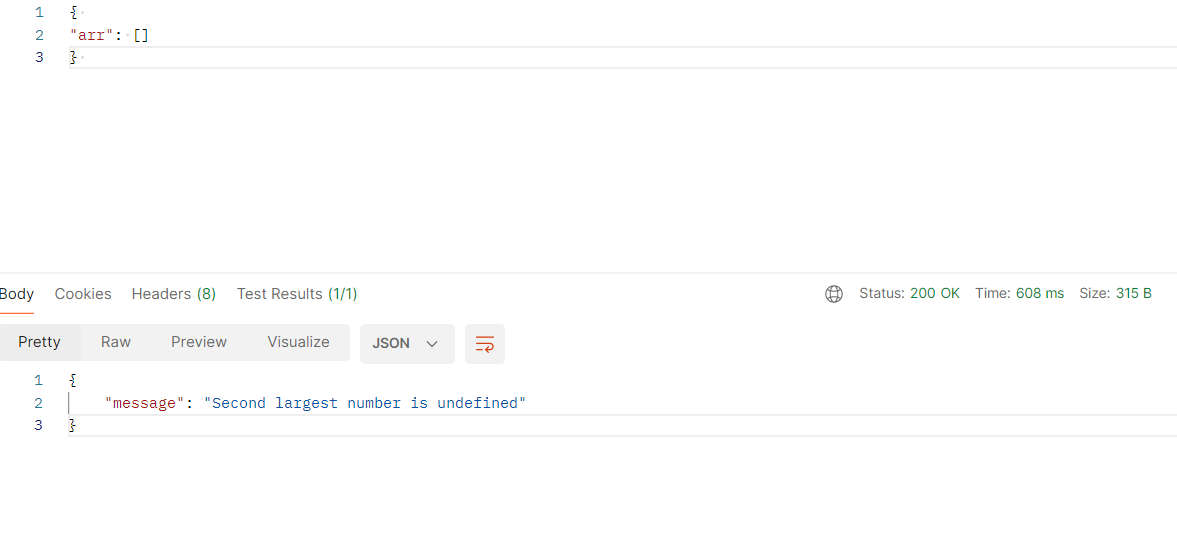 1 {
2 "arr": []
3 }
Body Cookies Headers (8) Test Results (1/1) Status: 200 OK Time: 608 ms Size: 315 B
Pretty Raw Preview Visualize JSON
1 {
2 "message": "Second largest number is undefined"
3 }